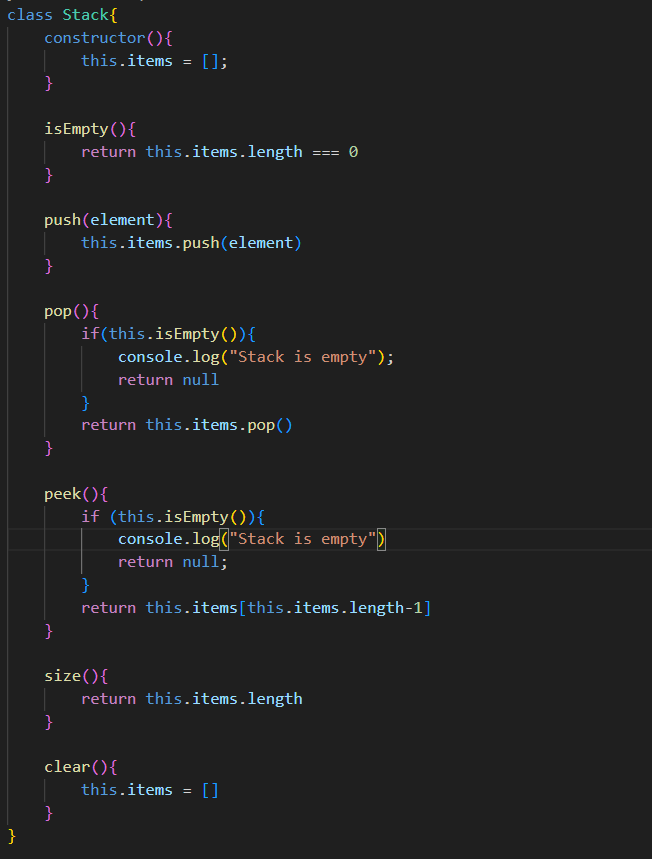 class Stack{
    constructor(){
        this.items = [];
    }

    isEmpty(){
        return this.items.length === 0
    }

    push(element){
        this.items.push(element)
    }

    pop(){
        if(this.isEmpty()){
            console.log("Stack is empty");
            return null
        }
        return this.items.pop()
    }

    peek(){
        if (this.isEmpty()){
            console.log("Stack is empty")
            return null;
        }
        return this.items[this.items.length-1]
    }

    size(){
        return this.items.length
    }

    clear(){
        this.items = []
    }
}